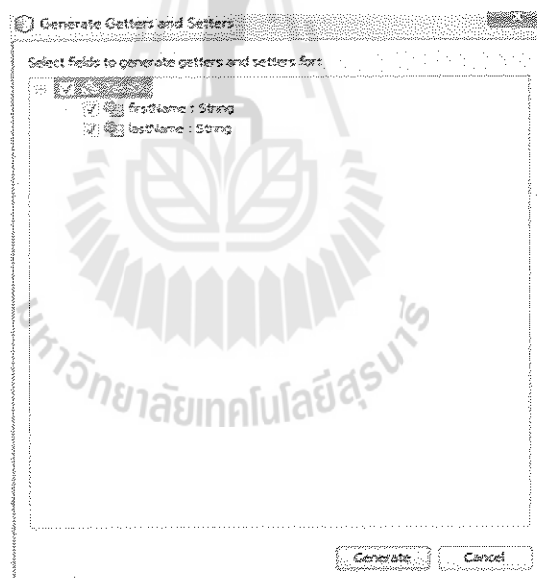 Generate Getters and Setters
Select fields to generate getters and setters for:
firstName : String
lastName : String
มหาวิทยาลัยเทคโนโลยีสุรนารี
Generate
Cancel